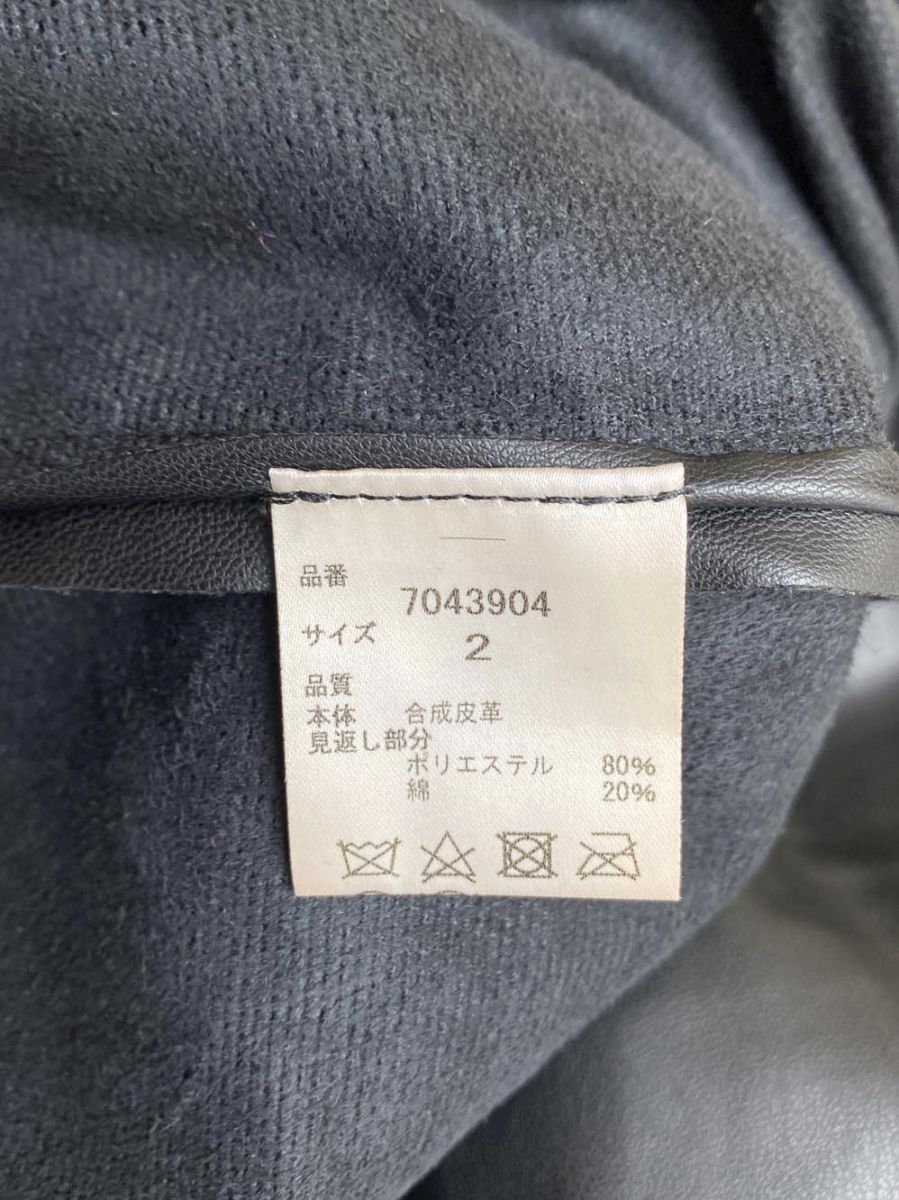 品番
7043904
サイズ
2
品質
本体 合成皮革
見返し部分
ポリエステル 80%
綿 20%